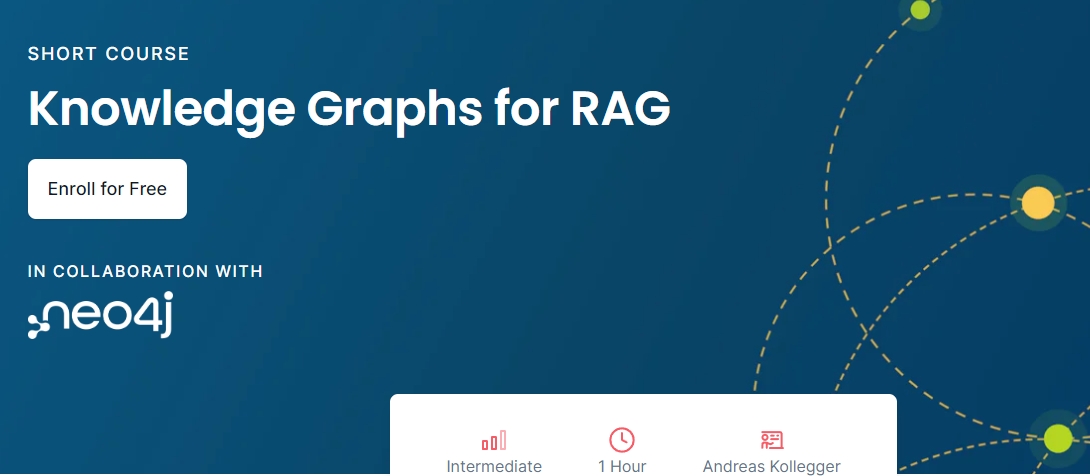 SHORT COURSE
Knowledge Graphs for RAG
Enroll for Free
IN COLLABORATION WITH
neo4j
Intermediate
1 Hour
Andreas Kollegger